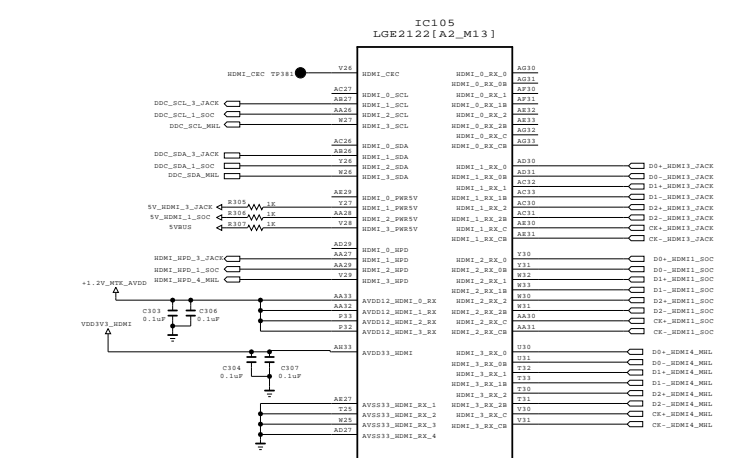 IC105
LGE2122[A2_M13]
HDMI_CEC TP381 V26 HDMI_CEC
AC27 HDMI_0_SCL
DDC_SCL_3_JACK AB27 HDMI_1_SCL
DDC_SCL_1_SOC AA26 HDMI_2_SCL
DDC_SCL_MHL W27 HDMI_3_SCL
AC26 HDMI_0_SDA
DDC_SDA_3_JACK AB26 HDMI_1_SDA
DDC_SDA_1_SOC Y26 HDMI_2_SDA
DDC_SDA_MHL W26 HDMI_3_SDA
AE29 HDMI_0_PWR5V
5V_HDMI_3_JACK R305 1K Y27 HDMI_1_PWR5V
5V_HDMI_1_SOC R306 1K AA28 HDMI_2_PWR5V
5VBUS R307 1K V28 HDMI_3_PWR5V
AD29 HDMI_0_HPD
HDMI_HPD_3_JACK AA27 HDMI_1_HPD
HDMI_HPD_1_SOC AA29 HDMI_2_HPD
HDMI_HPD_4_MHL V29 HDMI_3_HPD
+1.2V_MTK_AVDD
AA33 AVDD12_HDMI_0_RX
AA32 AVDD12_HDMI_1_RX
P33 AVDD12_HDMI_2_RX
P32 AVDD12_HDMI_3_RX
C303 0.1uF
C306 0.1uF
VDD3V3_HDMI
AH33 AVDD33_HDMI
C304 0.1uF
C307 0.1uF
AE27 AVSS33_HDMI_RX_1
T25 AVSS33_HDMI_RX_2
W25 AVSS33_HDMI_RX_3
AD27 AVSS33_HDMI_RX_4
HDMI_0_RX_0 AG30
HDMI_0_RX_0B AG31
HDMI_0_RX_1 AF30
HDMI_0_RX_1B AF31
HDMI_0_RX_2 AE32
HDMI_0_RX_2B AE33
HDMI_0_RX_C AG32
HDMI_0_RX_CB AG33
HDMI_1_RX_0 AD30 D0+_HDMI3_JACK
HDMI_1_RX_0B AD31 D0-_HDMI3_JACK
HDMI_1_RX_1 AC32 D1+_HDMI3_JACK
HDMI_1_RX_1B AC33 D1-_HDMI3_JACK
HDMI_1_RX_2 AC30 D2+_HDMI3_JACK
HDMI_1_RX_2B AC31 D2-_HDMI3_JACK
HDMI_1_RX_C AE30 CK+_HDMI3_JACK
HDMI_1_RX_CB AE31 CK-_HDMI3_JACK
HDMI_2_RX_0 Y30 D0+_HDMI1_SOC
HDMI_2_RX_0B Y31 D0-_HDMI1_SOC
HDMI_2_RX_1 W32 D1+_HDMI1_SOC
HDMI_2_RX_1B W33 D1-_HDMI1_SOC
HDMI_2_RX_2 W30 D2+_HDMI1_SOC
HDMI_2_RX_2B W31 D2-_HDMI1_SOC
HDMI_2_RX_C AA30 CK+_HDMI1_SOC
HDMI_2_RX_CB AA31 CK-_HDMI1_SOC
HDMI_3_RX_0 U30 D0+_HDMI4_MHL
HDMI_3_RX_0B U31 D0-_HDMI4_MHL
HDMI_3_RX_1 T32 D1+_HDMI4_MHL
HDMI_3_RX_1B T33 D1-_HDMI4_MHL
HDMI_3_RX_2 T30 D2+_HDMI4_MHL
HDMI_3_RX_2B T31 D2-_HDMI4_MHL
HDMI_3_RX_C V30 CK+_HDMI4_MHL
HDMI_3_RX_CB V31 CK-_HDMI4_MHL